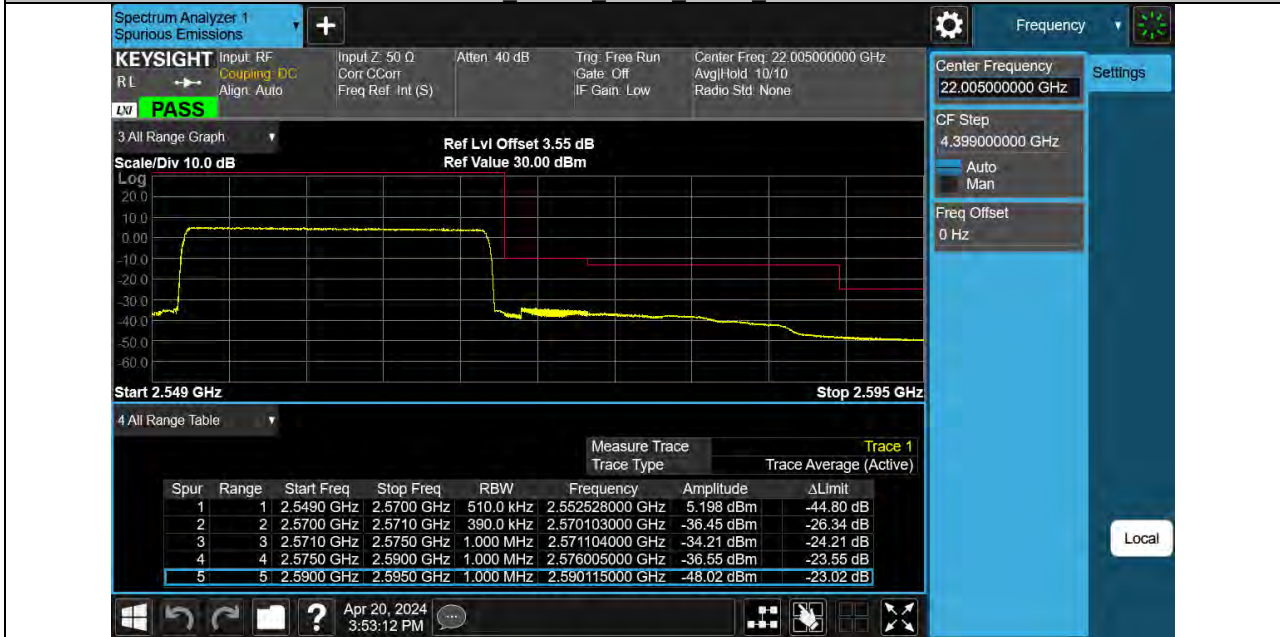 Spectrum Analyzer 1
Spurious Emissions
Frequency
KEYSIGHT
RL
LXI
PASS
Input: RF
Coupling: DC
Align: Auto
Input Z: 50 Ω
Corr CCorr
Freq Ref: Int (S)
Atten: 40 dB
Trig: Free Run
Gate: Off
IF Gain: Low
Center Freq: 22.005000000 GHz
Avg|Hold: 10/10
Radio Std: None
Center Frequency
22.005000000 GHz
Settings
CF Step
4.399000000 GHz
Auto
Man
Freq Offset
0 Hz
Local
3 All Range Graph
Scale/Div 10.0 dB
Ref Lvl Offset 3.55 dB
Ref Value 30.00 dBm
Log
20.0
10.0
0.00
-10.0
-20.0
-30.0
-40.0
-50.0
-60.0
Start 2.549 GHz
Stop 2.595 GHz
4 All Range Table
Measure Trace Trace 1
Trace Type Trace Average (Active)
Spur Range Start Freq Stop Freq RBW Frequency Amplitude ΔLimit
1 1 2.5490 GHz 2.5700 GHz 510.0 kHz 2.552528000 GHz 5.198 dBm -44.80 dB
2 2 2.5700 GHz 2.5710 GHz 390.0 kHz 2.570103000 GHz -36.45 dBm -26.34 dB
3 3 2.5710 GHz 2.5750 GHz 1.000 MHz 2.571104000 GHz -34.21 dBm -24.21 dB
4 4 2.5750 GHz 2.5900 GHz 1.000 MHz 2.576005000 GHz -36.55 dBm -23.55 dB
5 5 2.5900 GHz 2.5950 GHz 1.000 MHz 2.590115000 GHz -48.02 dBm -23.02 dB
Apr 20, 2024
3:53:12 PM